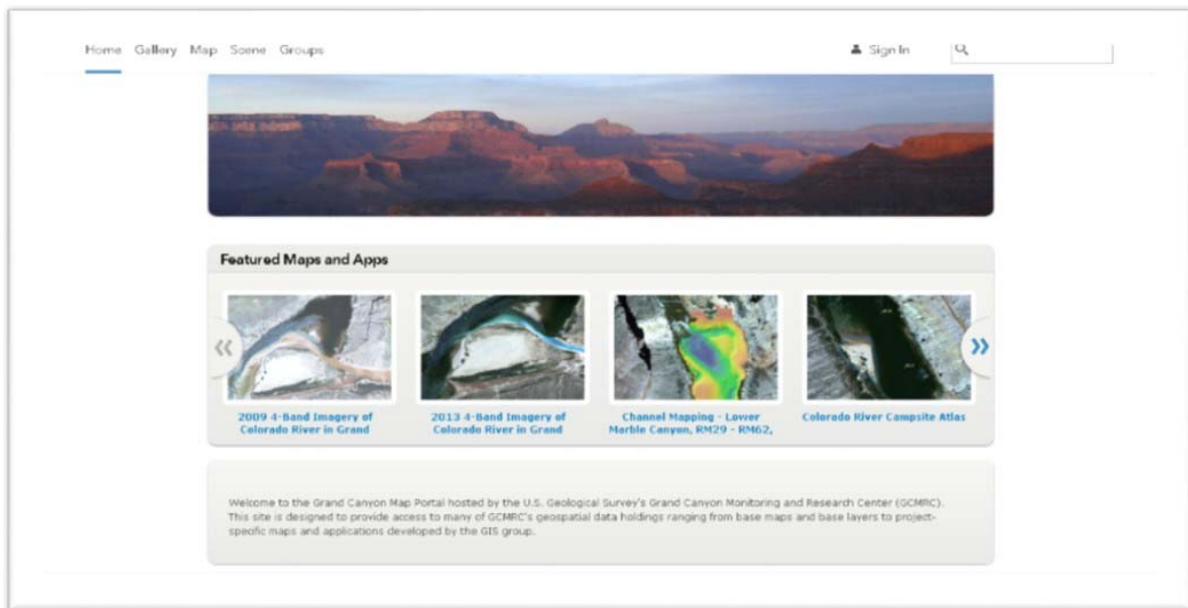 Home Gallery Map Scene Groups Sign In
Featured Maps and Apps
2009 4-Band Imagery of
Colorado River in Grand
2013 4-Band Imagery of
Colorado River in Grand
Channel Mapping - Lower
Marble Canyon, RM29 - RM62,
Colorado River Campsite Atlas
Welcome to the Grand Canyon Map Portal hosted by the U.S. Geological Survey's Grand Canyon Monitoring and Research Center (GCMRC).
This site is designed to provide access to many of GCMRC's geospatial data holdings ranging from base maps and base layers to project-
specific maps and applications developed by the GIS group.